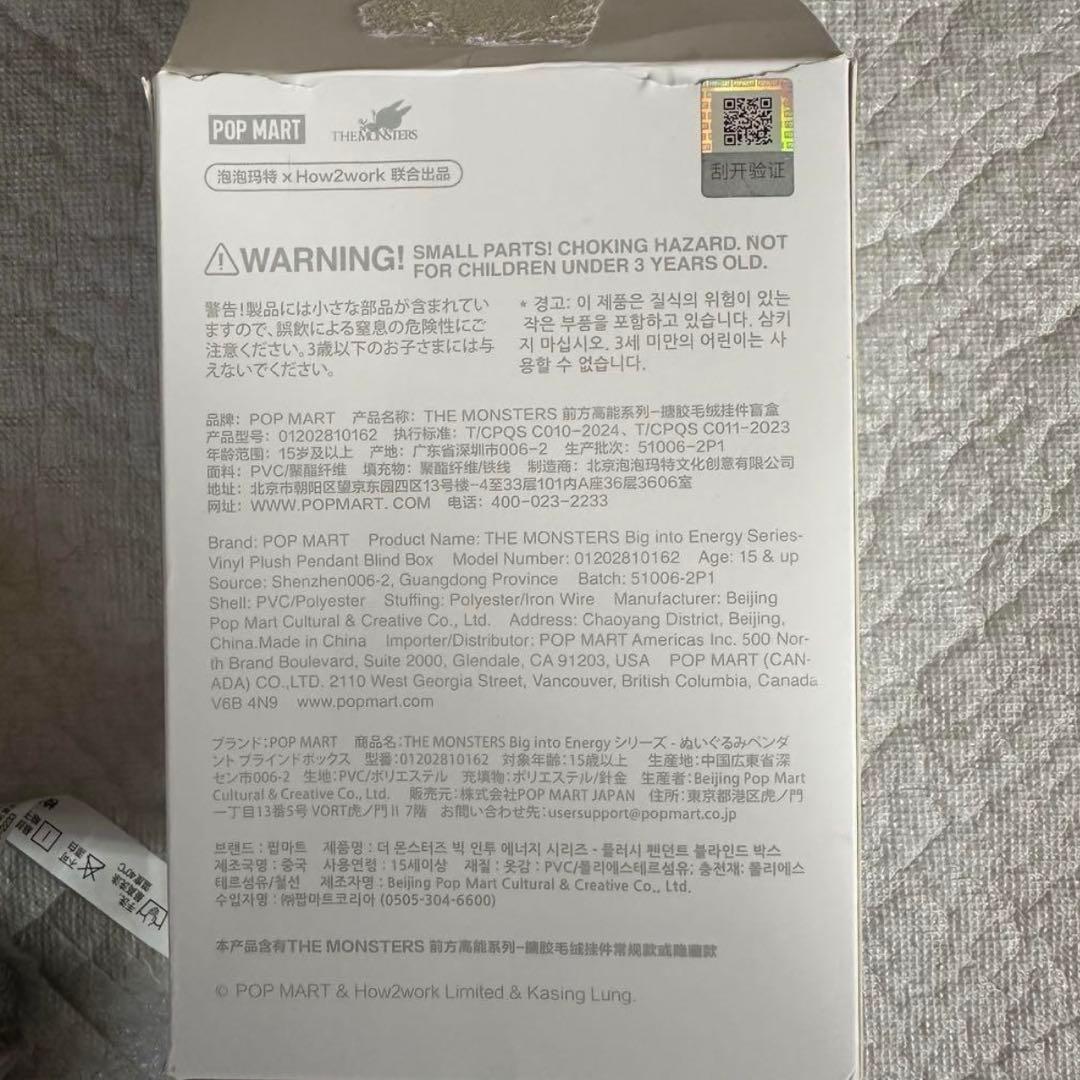 POP MART
THE MONSTERS
泡泡玛特 × How2work 联合出品
刮开验证
WARNING! SMALL PARTS! CHOKING HAZARD. NOT
FOR CHILDREN UNDER 3 YEARS OLD.
警告!製品には小さな部品が含まれてい
ますので、誤飲による窒息の危険性にご
注意ください。3歳以下のお子さまには与
えないでください。
* 경고: 이 제품은 질식의 위험이 있는
작은 부품을 포함하고 있습니다. 삼키
지 마십시오. 3세 미만의 어린이는 사
용할 수 없습니다.
品牌: POP MART 产品名称: THE MONSTERS 前方高能系列-搪胶毛绒挂件盲盒
产品型号: 01202810162 执行标准: T/CPQS C010-2024、T/CPQS C011-2023
年龄范围: 15岁及以上 产地: 广东省深圳市006-2 生产批次: 51006-2P1
面料: PVC/聚酯纤维 填充物: 聚酯纤维/铁线 制造商: 北京泡泡玛特文化创意有限公司
地址: 北京市朝阳区望京东园四区13号楼-4至33层101内A座36层3606室
网址: WWW.POPMART. COM 电话: 400-023-2233
Brand: POP MART Product Name: THE MONSTERS Big into Energy Series-
Vinyl Plush Pendant Blind Box Model Number: 01202810162 Age: 15 & up
Source: Shenzhen006-2, Guangdong Province Batch: 51006-2P1
Shell: PVC/Polyester Stuffing: Polyester/Iron Wire Manufacturer: Beijing
Pop Mart Cultural & Creative Co., Ltd. Address: Chaoyang District, Beijing,
China.Made in China Importer/Distributor: POP MART Americas Inc. 500 Nor-
th Brand Boulevard, Suite 2000, Glendale, CA 91203, USA POP MART (CAN-
ADA) CO.,LTD. 2110 West Georgia Street, Vancouver, British Columbia, Canada
V6B 4N9 www.popmart.com
ブランド:POP MART 商品名:THE MONSTERS Big into Energy シリーズ - ぬいぐるみペンダ
ント ブラインドボックス 型番:01202810162 対象年齢:15歳以上 生産地:中国広東省深
セン市006-2 生地:PVC/ポリエステル 充填物:ポリエステル/針金 生産者:Beijing Pop Mart
Cultural & Creative Co., Ltd. 販売元:株式会社POP MART JAPAN 住所:東京都港区虎ノ門
一丁目13番5号 VORT虎ノ門Ⅱ 7階 お問い合わせ先:usersupport@popmart.co.jp
브랜드 : 팝마트 제품명 : 더 몬스터즈 빅 인투 에너지 시리즈 - 플러시 펜던트 블라인드 박스
제조국명 : 중국 사용연령 : 15세이상 재질 : 옷감 : PVC/폴리에스테르섬유; 충전재: 폴리에스
테르섬유/철선 제조자명 : Beijing Pop Mart Cultural & Creative Co., Ltd.
수입자명 : ㈜팝마트코리아 (0505-304-6600)
本产品含有THE MONSTERS 前方高能系列-搪胶毛绒挂件常规款或隐藏款
© POP MART & How2work Limited & Kasing Lung.
不可
漂白
手洗,
最高洗涤
温度40℃